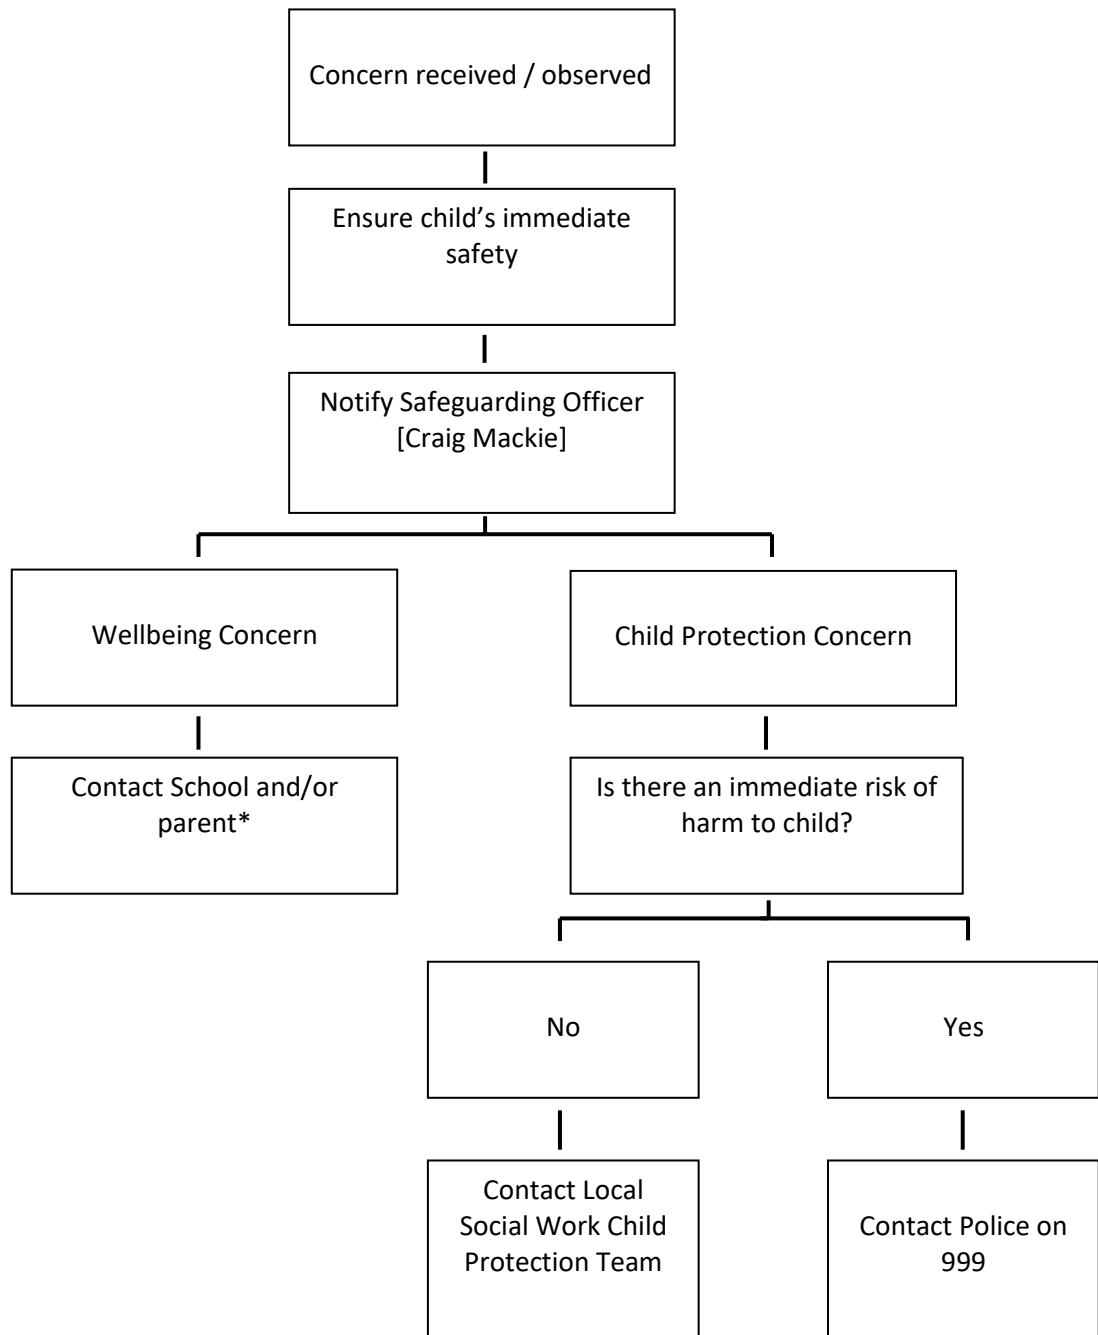 Concern received / observed
Ensure child’s immediate
safety
Notify Safeguarding Officer
[Craig Mackie]
Wellbeing Concern
Child Protection Concern
Contact School and/or
parent*
Is there an immediate risk of
harm to child?
No
Yes
Contact Local
Social Work Child
Protection Team
Contact Police on
999